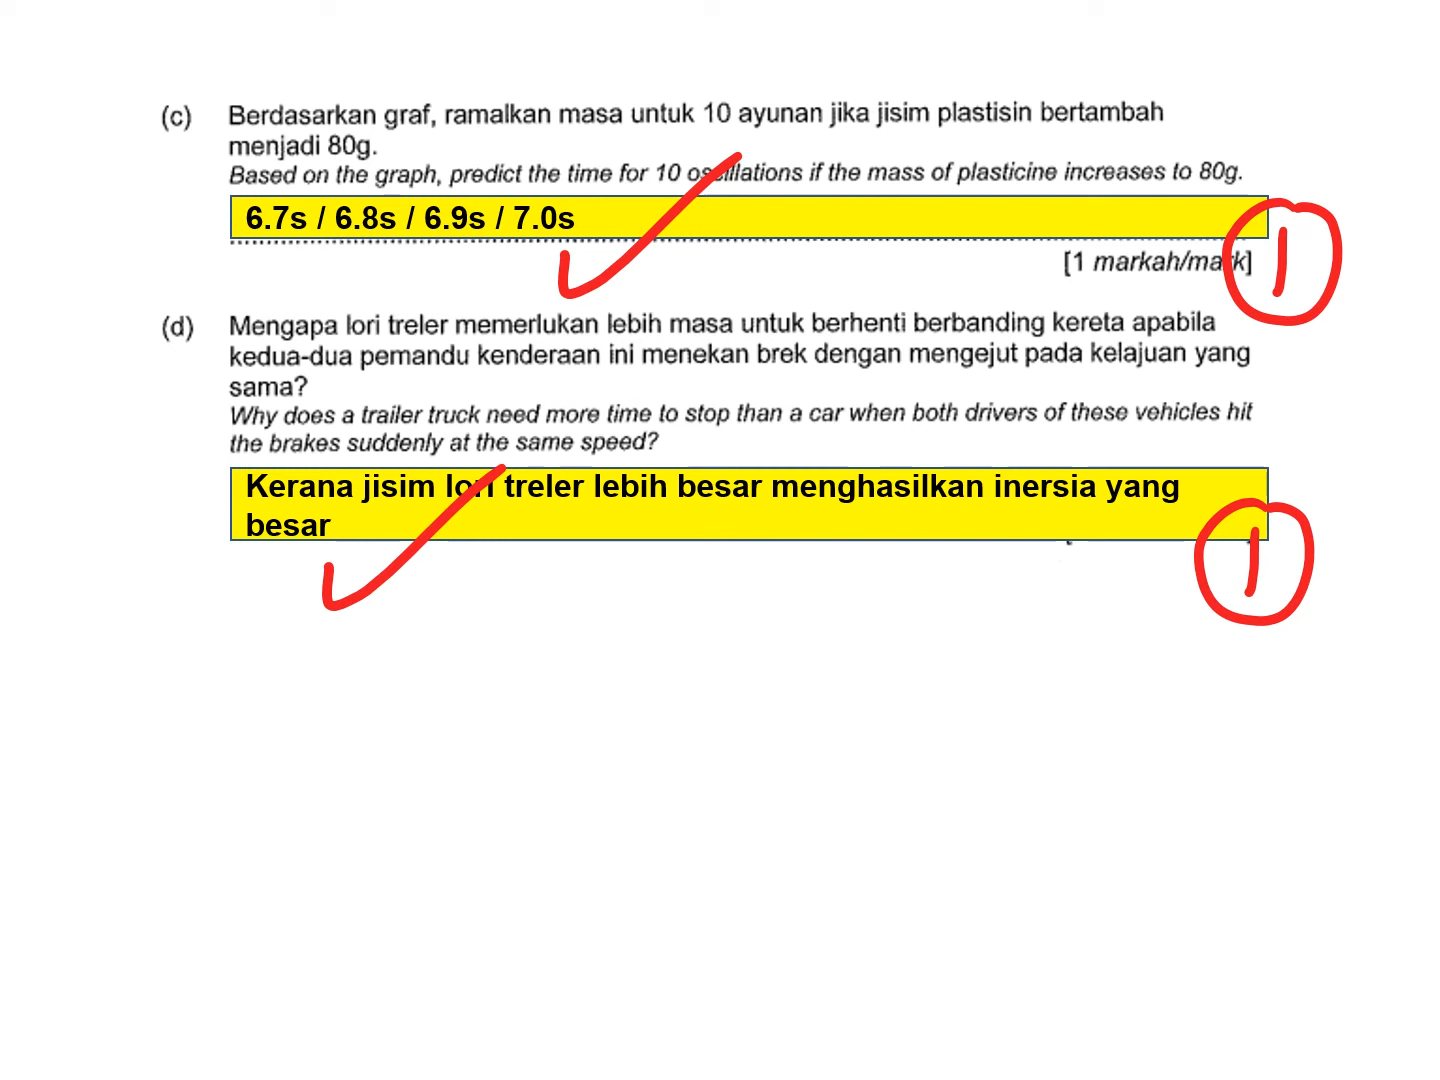 (c) Berdasarkan graf, ramalkan masa untuk 10 ayunan jika jisim plastisin bertambah
menjadi 80g.
Based on the graph, predict the time for 10 oscillations if the mass of plasticine increases to 80g.
6.7s / 6.8s / 6.9s / 7.0s
[1 markah/mark]
1
(d) Mengapa lori treler memerlukan lebih masa untuk berhenti berbanding kereta apabila
kedua-dua pemandu kenderaan ini menekan brek dengan mengejut pada kelajuan yang
sama?
Why does a trailer truck need more time to stop than a car when both drivers of these vehicles hit
the brakes suddenly at the same speed?
Kerana jisim lori treler lebih besar menghasilkan inersia yang
besar
1